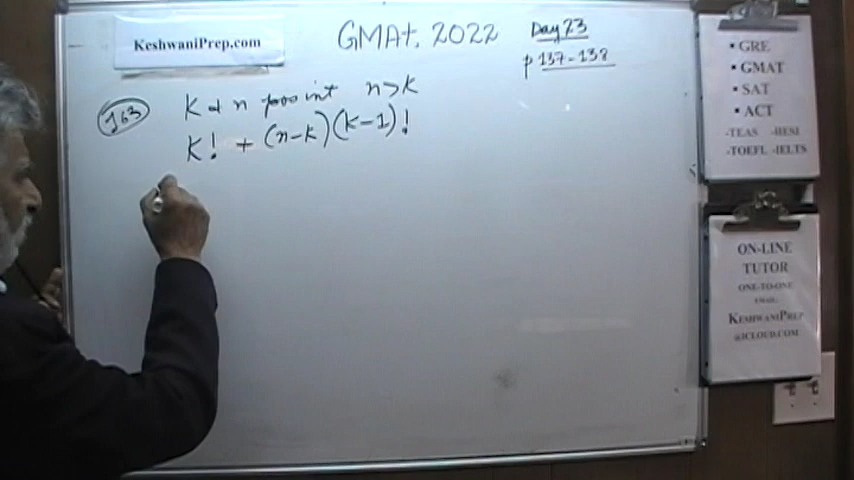 KeshwaniPrep.com
GMAT. 2022
Day 23
p 137-138
163
K & n pos int n>k
K! + (n-k)(k-1)!
▪ GRE
▪ GMAT
▪ SAT
▪ ACT
-TEAS -HESI
-TOEFL -IELTS
ON-LINE
TUTOR
ONE-TO-ONE
EMAIL:
KESHWANIPREP
@ICLOUD.COM